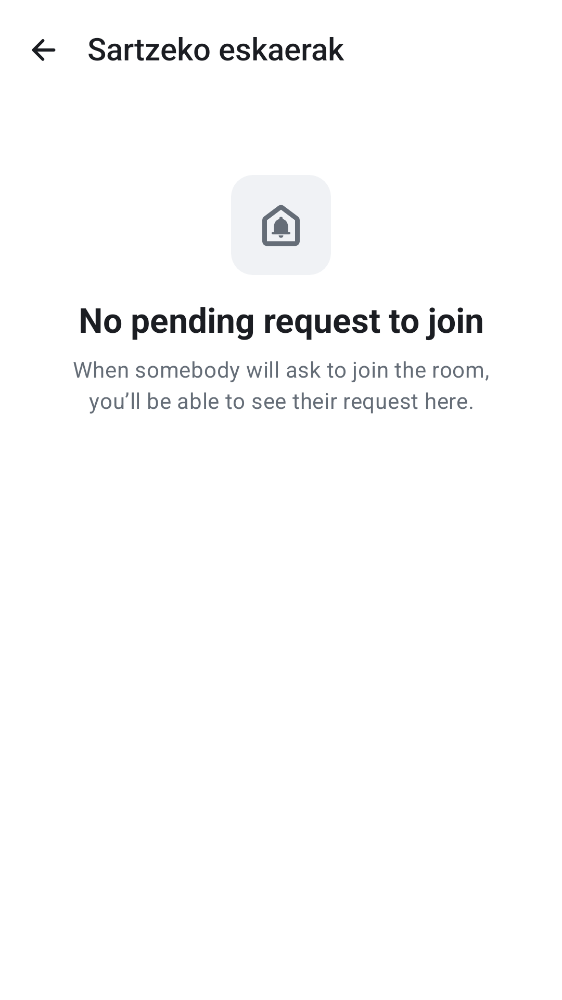 Sartzeko eskaerak
No pending request to join
When somebody will ask to join the room,
you’ll be able to see their request here.